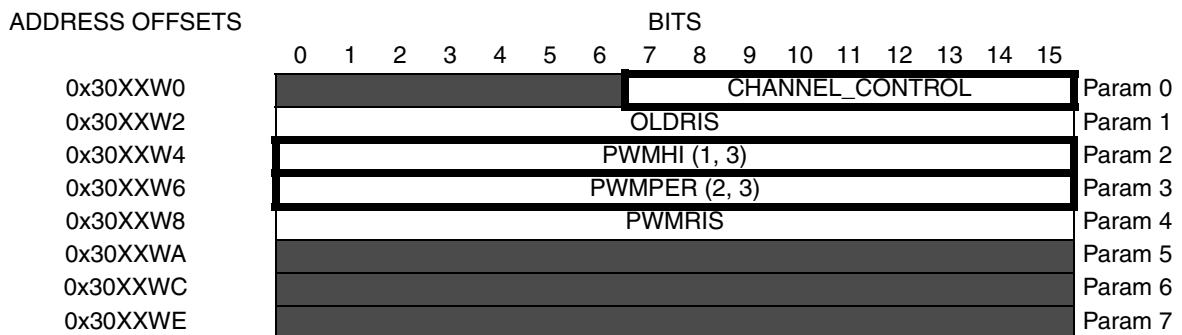 ADDRESS OFFSETS BITS
0 1 2 3 4 5 6 7 8 9 10 11 12 13 14 15
0x30XXW0 CHANNEL_CONTROL Param 0
0x30XXW2 OLDRIS Param 1
0x30XXW4 PWMHI (1, 3) Param 2
0x30XXW6 PWMPER (2, 3) Param 3
0x30XXW8 PWMRIS Param 4
0x30XXWA Param 5
0x30XXWC Param 6
0x30XXWE Param 7